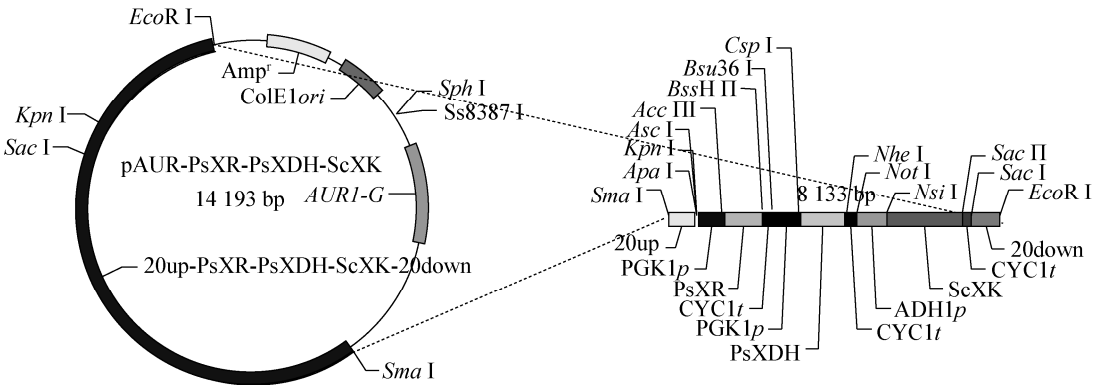 EcoR I
Ampʳ
ColE1ori
Sph I
Ss8387 I
Kpn I
Sac I
pAUR-PsXR-PsXDH-ScXK
14 193 bp
AUR1-G
20up-PsXR-PsXDH-ScXK-20down
Sma I
Csp I
Bsu36 I
BssH II
Acc III
Asc I
Kpn I
Apa I
Sma I
8 133 bp
Nhe I
Not I
Nsi I
Sac II
Sac I
EcoR I
20up
PGK1p
PsXR
CYC1t
PGK1p
PsXDH
20down
CYC1t
ScXK
ADH1p
CYC1t